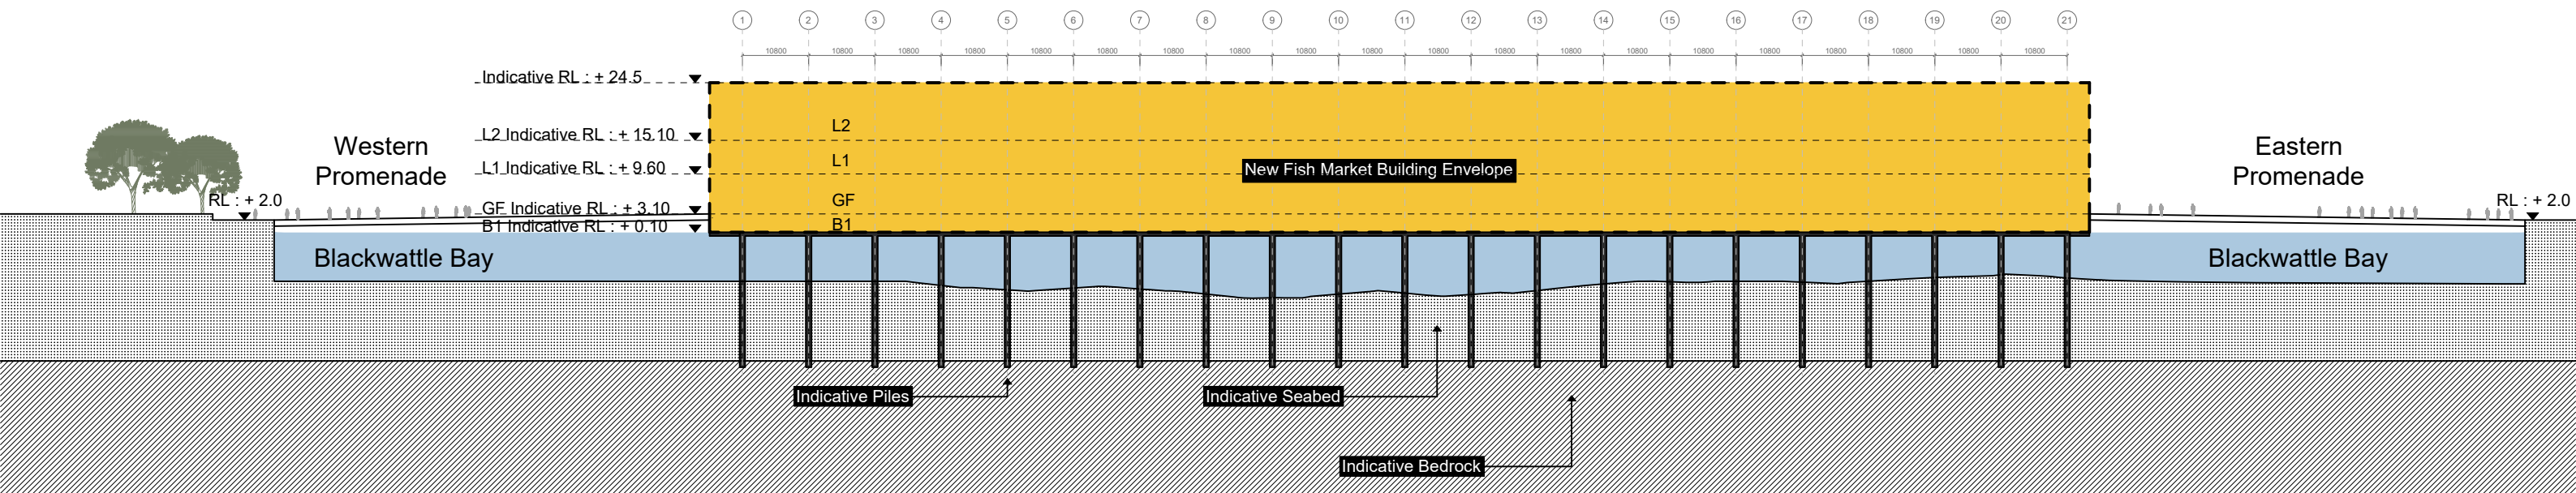 1 2 3 4 5 6 7 8 9 10 11 12 13 14 15 16 17 18 19 20 21
10800 10800 10800 10800 10800 10800 10800 10800 10800 10800 10800 10800 10800 10800 10800 10800 10800 10800 10800 10800
Indicative RL : + 24.5
L2 Indicative RL : + 15.10
L1 Indicative RL : + 9.60
GF Indicative RL : + 3.10
B1 Indicative RL : + 0.10
Western
Promenade
RL : + 2.0
L2
L1
GF
B1
New Fish Market Building Envelope
Eastern
Promenade
RL : + 2.0
Blackwattle Bay
Blackwattle Bay
Indicative Piles
Indicative Seabed
Indicative Bedrock